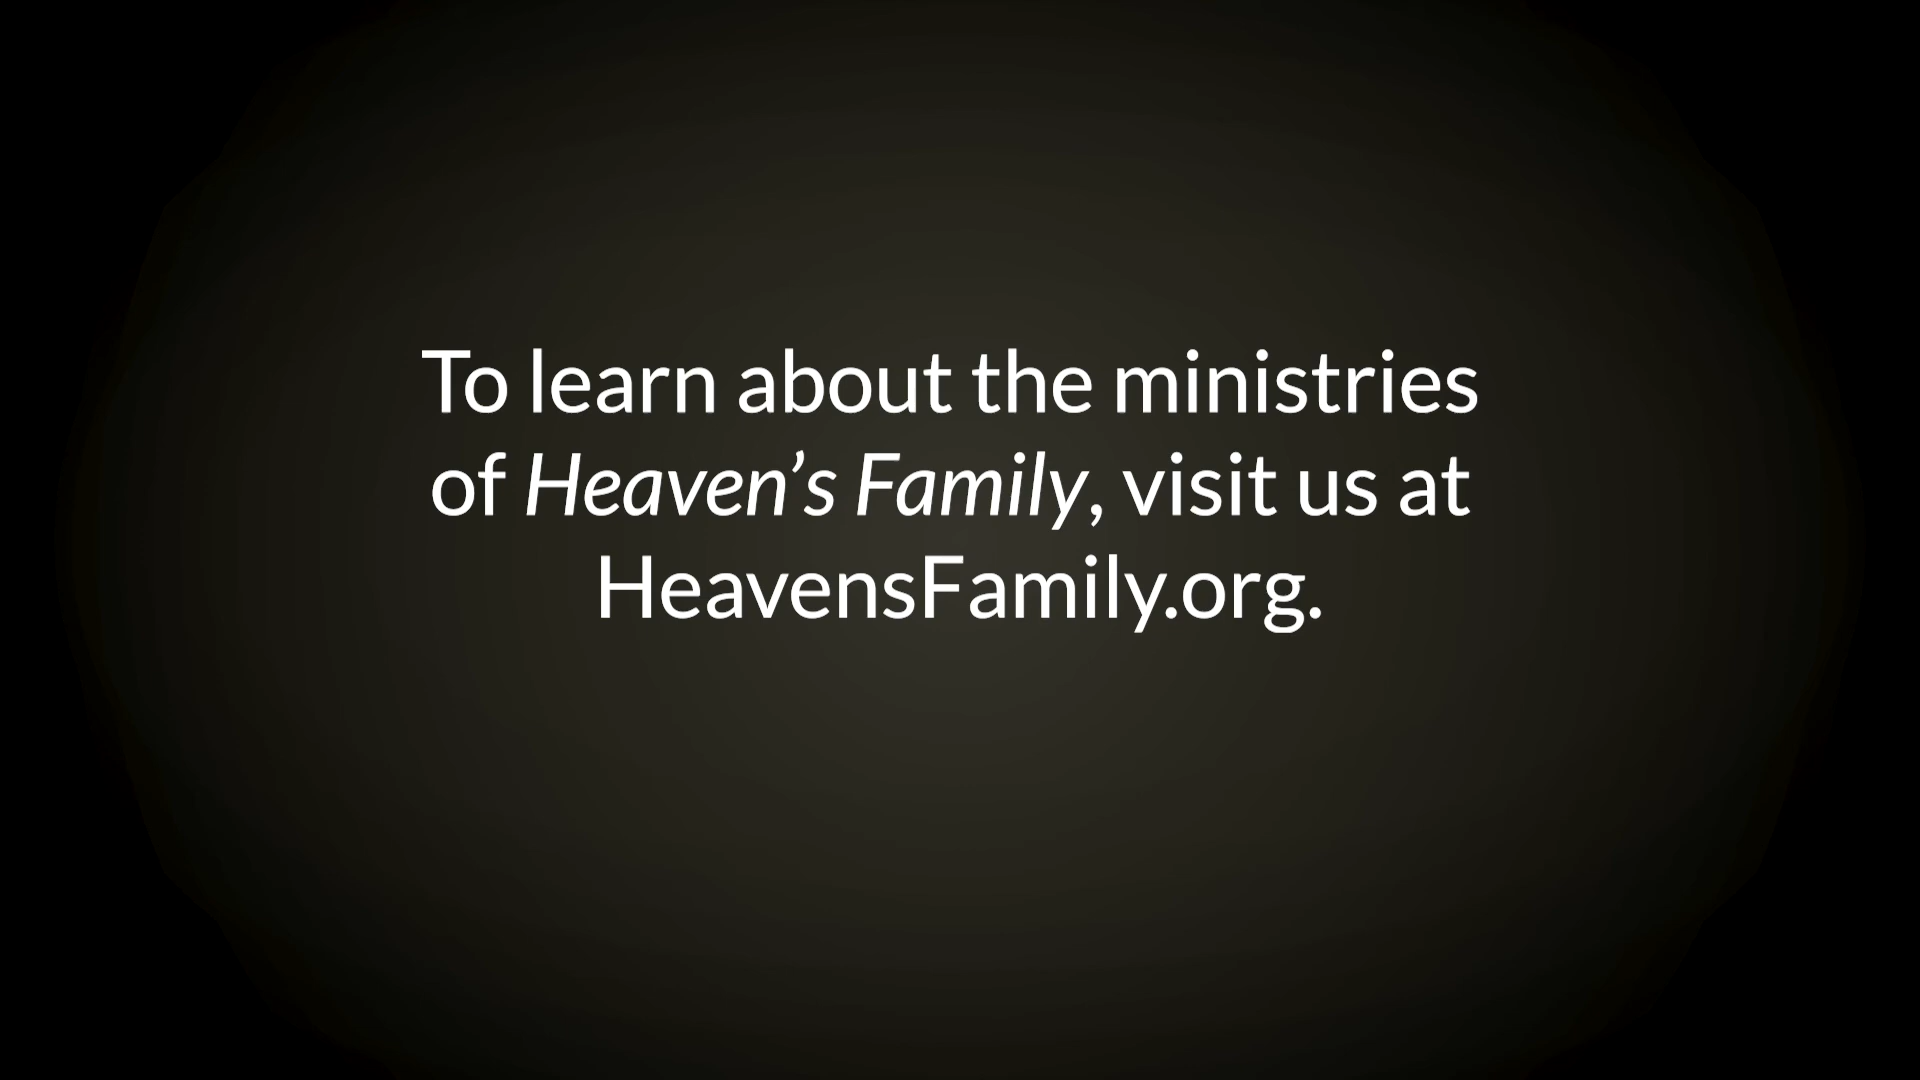 To learn about the ministries
of Heaven’s Family, visit us at
HeavensFamily.org.